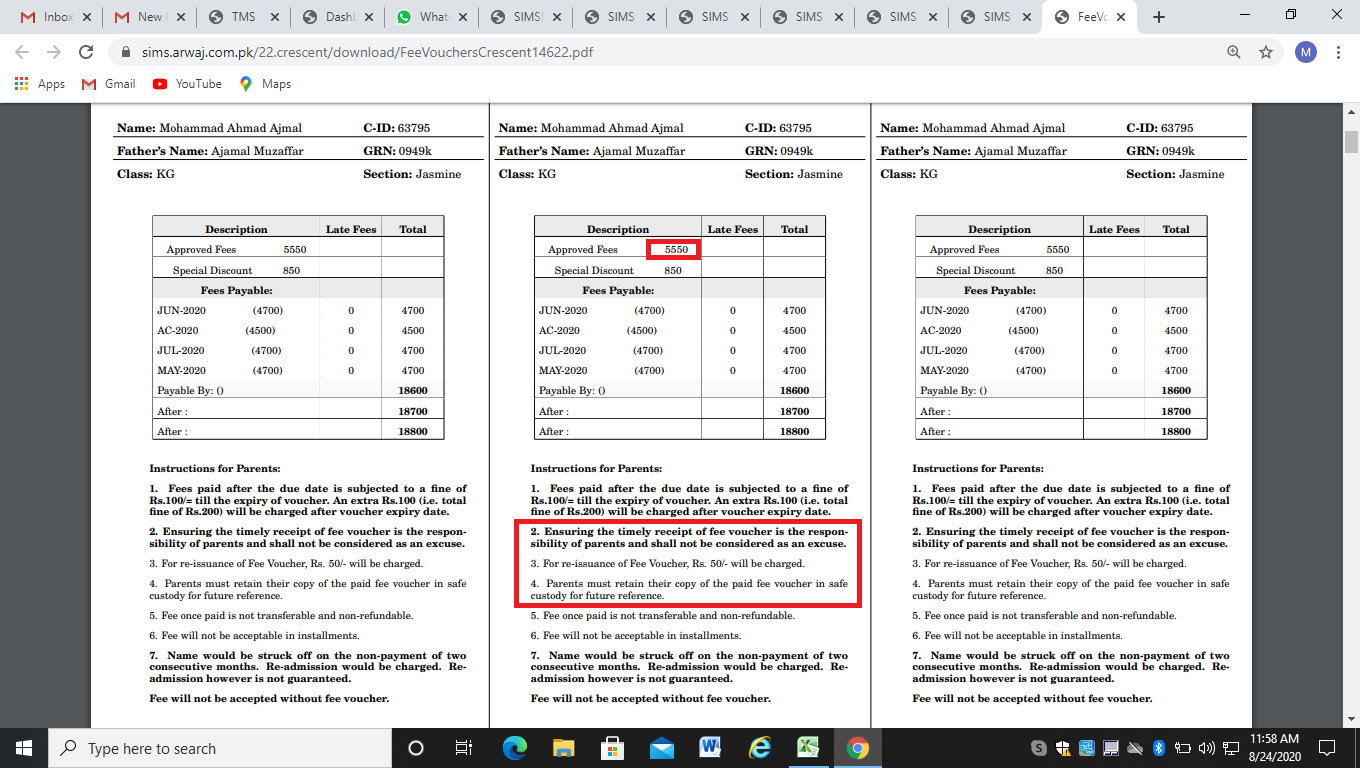 Inbox
New
TMS
Dash
What
SIMS
SIMS
SIMS
SIMS
SIMS
SIMS
FeeVo
sims.arwaj.com.pk/22.crescent/download/FeeVouchersCrescent14622.pdf
M
Apps
Gmail
YouTube
Maps
Name: Mohammad Ahmad Ajmal C-ID: 63795
Father's Name: Ajamal Muzaffar GRN: 0949k
Class: KG Section: Jasmine
Description Late Fees Total
Approved Fees 5550
Special Discount 850
Fees Payable:
JUN-2020 (4700) 0 4700
AC-2020 (4500) 0 4500
JUL-2020 (4700) 0 4700
MAY-2020 (4700) 0 4700
Payable By: () 18600
After : 18700
After : 18800
Instructions for Parents:
1. Fees paid after the due date is subjected to a fine of
Rs.100/= till the expiry of voucher. An extra Rs.100 (i.e. total
fine of Rs.200) will be charged after voucher expiry date.
2. Ensuring the timely receipt of fee voucher is the respon-
sibility of parents and shall not be considered as an excuse.
3. For re-issuance of Fee Voucher, Rs. 50/- will be charged.
4. Parents must retain their copy of the paid fee voucher in safe
custody for future reference.
5. Fee once paid is not transferable and non-refundable.
6. Fee will not be acceptable in installments.
7. Name would be struck off on the non-payment of two
consecutive months. Re-admission would be charged. Re-
admission however is not guaranteed.
Fee will not be accepted without fee voucher.
Name: Mohammad Ahmad Ajmal C-ID: 63795
Father's Name: Ajamal Muzaffar GRN: 0949k
Class: KG Section: Jasmine
Description Late Fees Total
Approved Fees 5550
Special Discount 850
Fees Payable:
JUN-2020 (4700) 0 4700
AC-2020 (4500) 0 4500
JUL-2020 (4700) 0 4700
MAY-2020 (4700) 0 4700
Payable By: () 18600
After : 18700
After : 18800
Instructions for Parents:
1. Fees paid after the due date is subjected to a fine of
Rs.100/= till the expiry of voucher. An extra Rs.100 (i.e. total
fine of Rs.200) will be charged after voucher expiry date.
2. Ensuring the timely receipt of fee voucher is the respon-
sibility of parents and shall not be considered as an excuse.
3. For re-issuance of Fee Voucher, Rs. 50/- will be charged.
4. Parents must retain their copy of the paid fee voucher in safe
custody for future reference.
5. Fee once paid is not transferable and non-refundable.
6. Fee will not be acceptable in installments.
7. Name would be struck off on the non-payment of two
consecutive months. Re-admission would be charged. Re-
admission however is not guaranteed.
Fee will not be accepted without fee voucher.
Name: Mohammad Ahmad Ajmal C-ID: 63795
Father's Name: Ajamal Muzaffar GRN: 0949k
Class: KG Section: Jasmine
Description Late Fees Total
Approved Fees 5550
Special Discount 850
Fees Payable:
JUN-2020 (4700) 0 4700
AC-2020 (4500) 0 4500
JUL-2020 (4700) 0 4700
MAY-2020 (4700) 0 4700
Payable By: () 18600
After : 18700
After : 18800
Instructions for Parents:
1. Fees paid after the due date is subjected to a fine of
Rs.100/= till the expiry of voucher. An extra Rs.100 (i.e. total
fine of Rs.200) will be charged after voucher expiry date.
2. Ensuring the timely receipt of fee voucher is the respon-
sibility of parents and shall not be considered as an excuse.
3. For re-issuance of Fee Voucher, Rs. 50/- will be charged.
4. Parents must retain their copy of the paid fee voucher in safe
custody for future reference.
5. Fee once paid is not transferable and non-refundable.
6. Fee will not be acceptable in installments.
7. Name would be struck off on the non-payment of two
consecutive months. Re-admission would be charged. Re-
admission however is not guaranteed.
Fee will not be accepted without fee voucher.
Type here to search
11:58 AM
8/24/2020